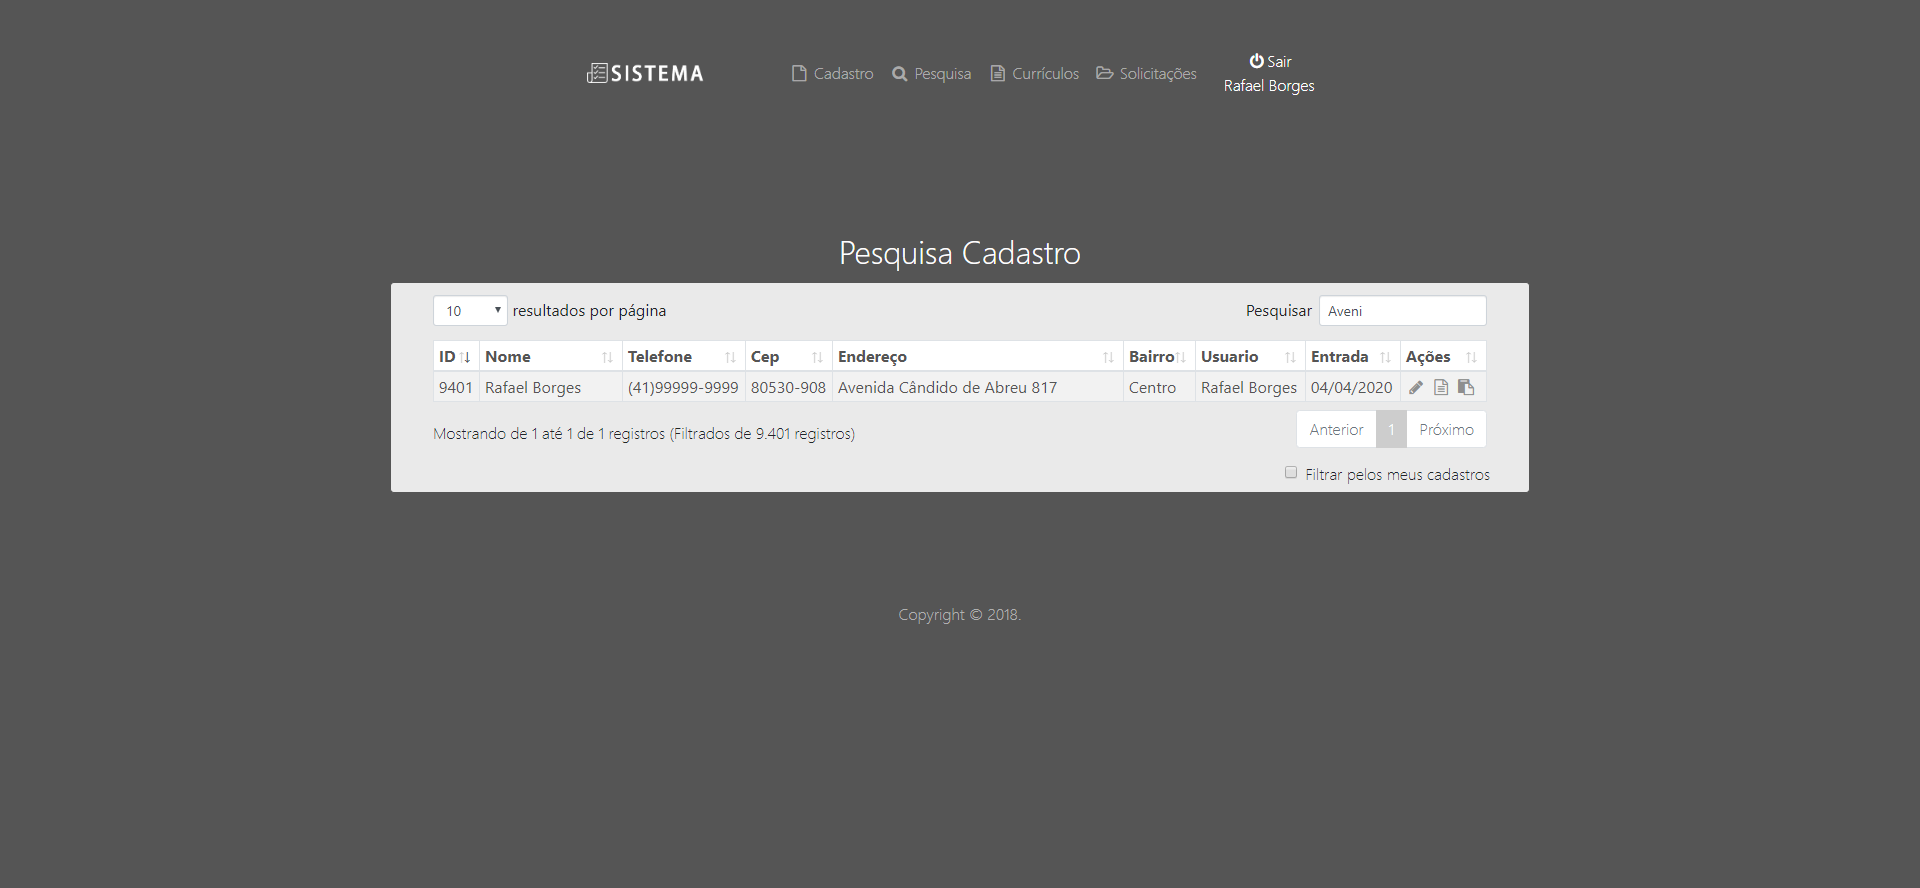 SISTEMA
Cadastro Pesquisa Currículos Solicitações
Sair
Rafael Borges
Pesquisa Cadastro
10 resultados por página Pesquisar Aveni
ID Nome Telefone Cep Endereço Bairro Usuario Entrada Ações
9401 Rafael Borges (41)99999-9999 80530-908 Avenida Cândido de Abreu 817 Centro Rafael Borges 04/04/2020
Mostrando de 1 até 1 de 1 registros (Filtrados de 9.401 registros) Anterior 1 Próximo
Filtrar pelos meus cadastros
Copyright © 2018.